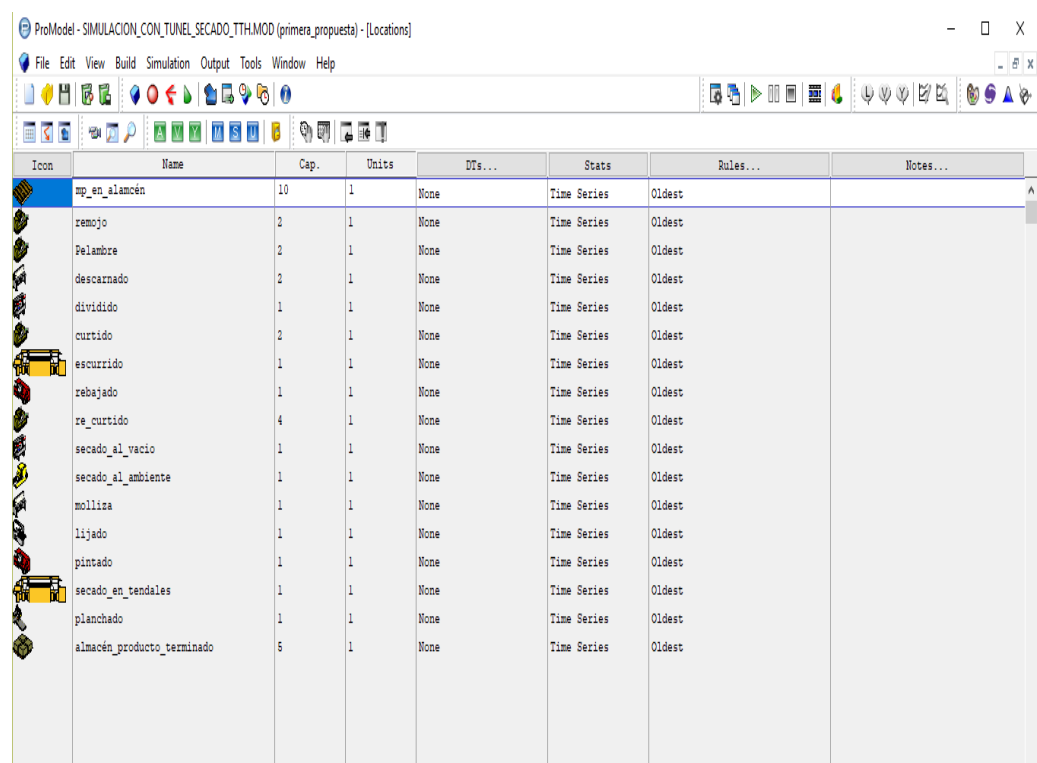 ProModel - SIMULACION_CON_TUNEL_SECADO_TTH.MOD (primera_propuesta) - [Locations]
File Edit View Build Simulation Output Tools Window Help
Icon Name Cap. Units DTs... Stats Rules... Notes...
mp_en_alamcén 10 1 None Time Series Oldest
remojo 2 1 None Time Series Oldest
Pelambre 2 1 None Time Series Oldest
descarnado 2 1 None Time Series Oldest
dividido 1 1 None Time Series Oldest
curtido 2 1 None Time Series Oldest
escurrido 1 1 None Time Series Oldest
rebajado 1 1 None Time Series Oldest
re_curtido 4 1 None Time Series Oldest
secado_al_vacio 1 1 None Time Series Oldest
secado_al_ambiente 1 1 None Time Series Oldest
molliza 1 1 None Time Series Oldest
lijado 1 1 None Time Series Oldest
pintado 1 1 None Time Series Oldest
secado_en_tendales 1 1 None Time Series Oldest
planchado 1 1 None Time Series Oldest
almacén_producto_terminado 5 1 None Time Series Oldest